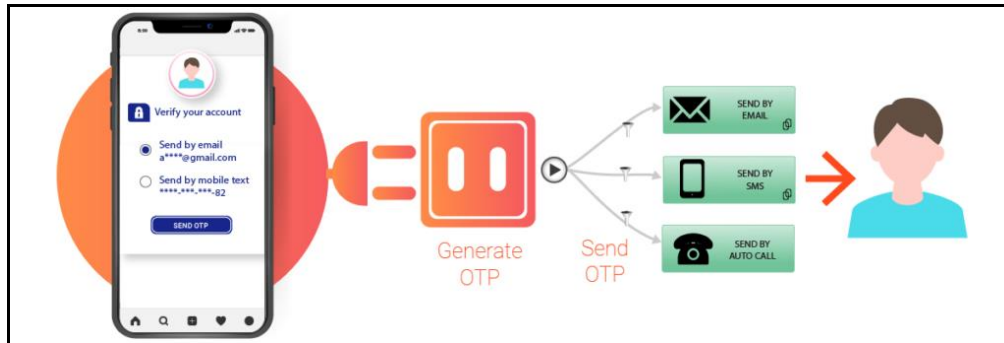 Verify your account
Send by email
a****@gmail.com
Send by mobile text
****-***-***-82
SEND OTP
Generate
OTP
Send
OTP
SEND BY
EMAIL
SEND BY
SMS
SEND BY
AUTO CALL